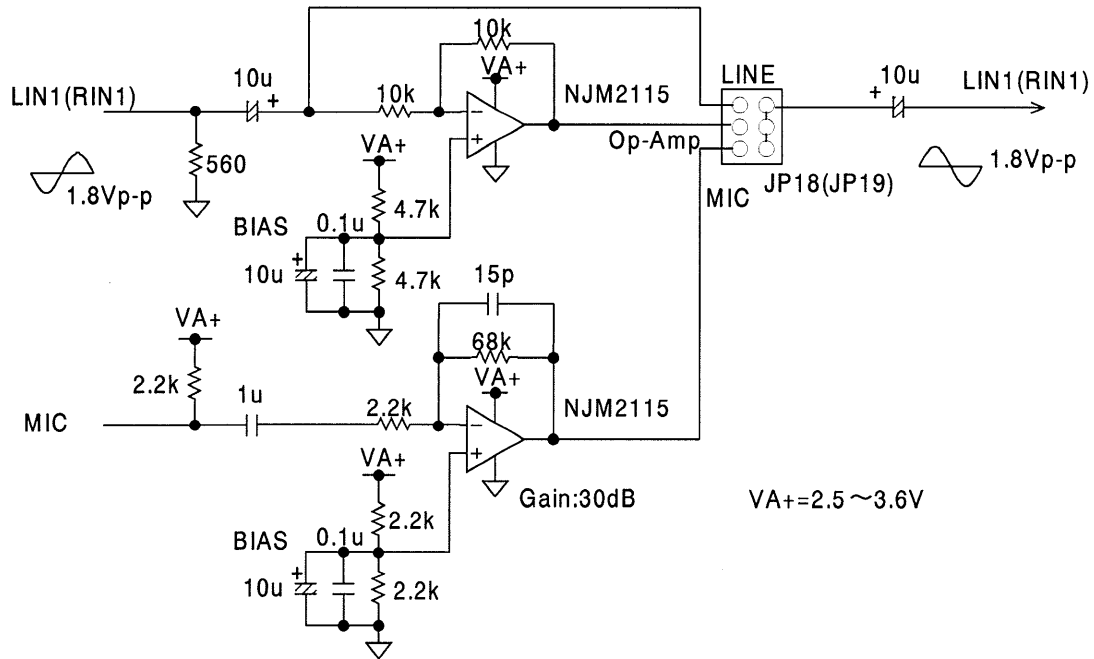 10k
VA+
LINE
10u
+
10k
NJM2115
10u
+
LIN1(RIN1)
LIN1(RIN1)
−
+
Op-Amp
560
VA+
1.8Vp-p
1.8Vp-p
JP18(JP19)
MIC
4.7k
BIAS
0.1u
+
10u
4.7k
15p
VA+
68k
2.2k
VA+
1u
2.2k
NJM2115
MIC
−
+
VA+
Gain:30dB
VA+=2.5～3.6V
2.2k
BIAS
0.1u
+
10u
2.2k